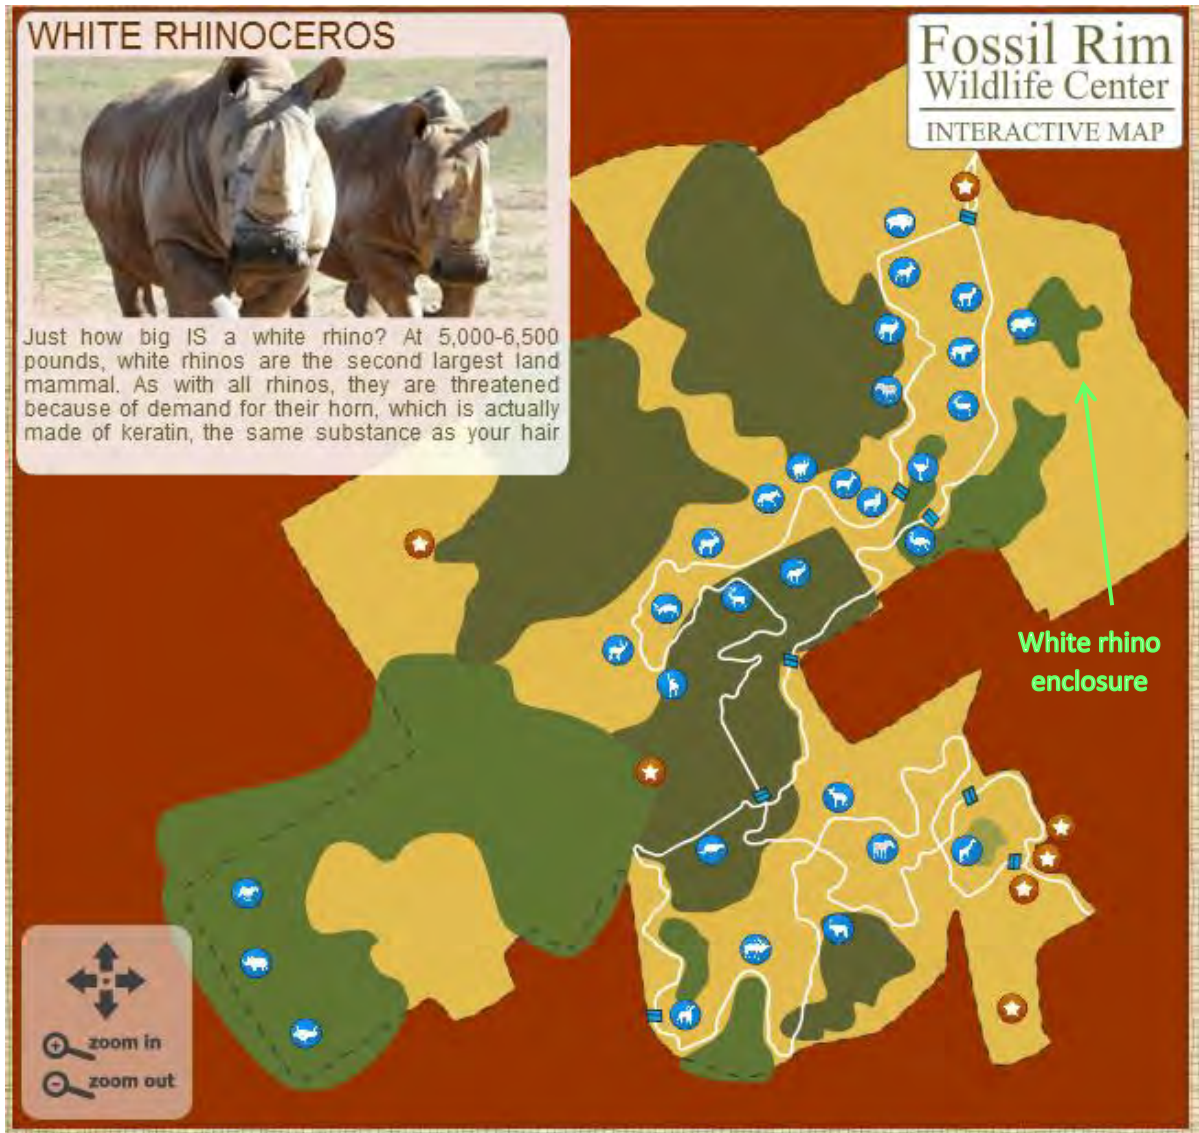 WHITE RHINOCEROS
Just how big IS a white rhino? At 5,000-6,500
pounds, white rhinos are the second largest land
mammal. As with all rhinos, they are threatened
because of demand for their horn, which is actually
made of keratin, the same substance as your hair
Fossil Rim
Wildlife Center
INTERACTIVE MAP
White rhino
enclosure
zoom in
zoom out